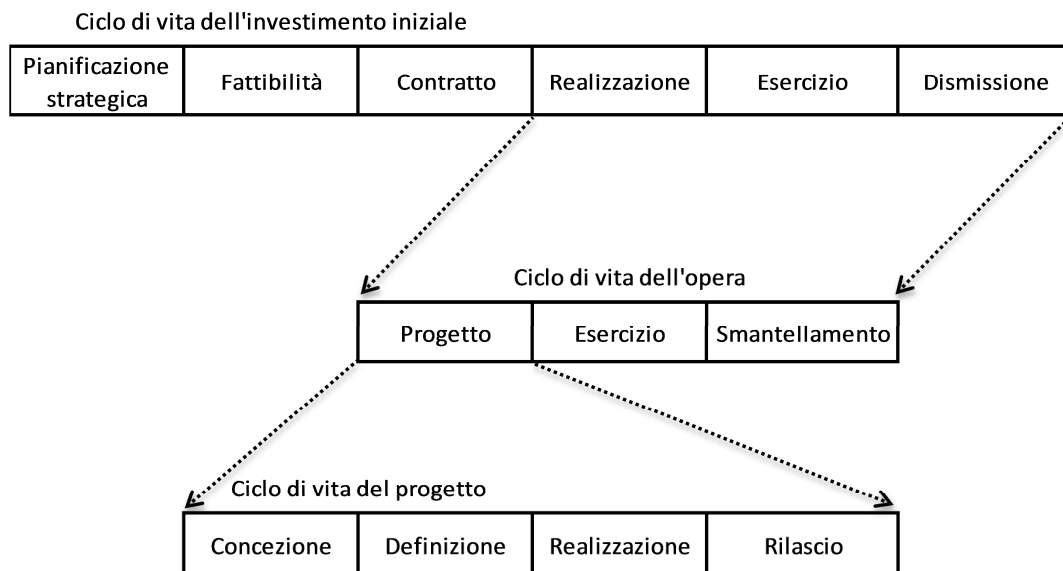 Ciclo di vita dell'investimento iniziale
Pianificazione
strategica
Fattibilità
Contratto
Realizzazione
Esercizio
Dismissione
Ciclo di vita dell'opera
Progetto
Esercizio
Smantellamento
Ciclo di vita del progetto
Concezione
Definizione
Realizzazione
Rilascio